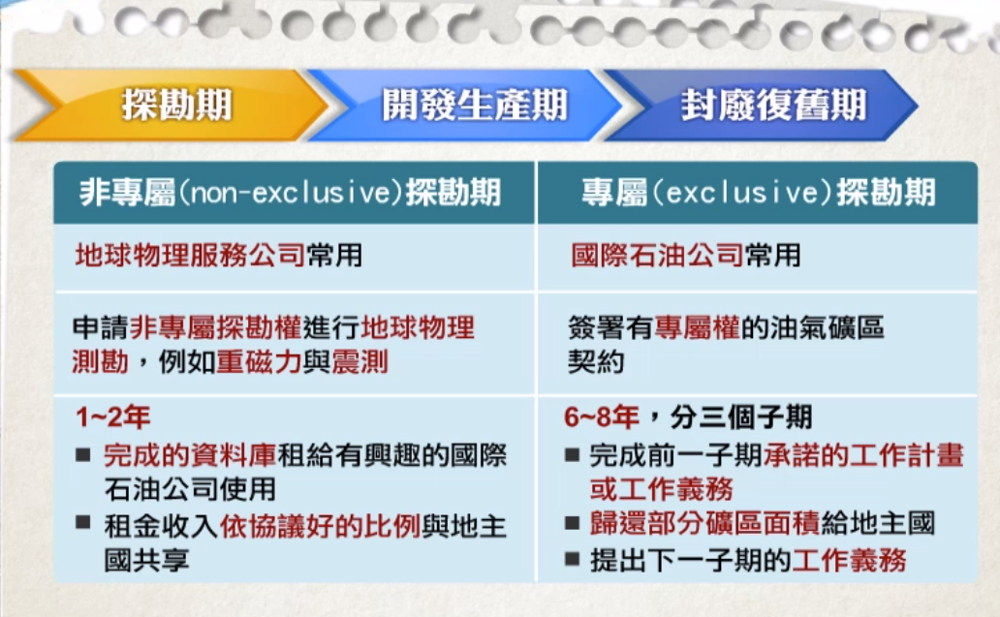 探勘期
開發生產期
封廢復舊期
非專屬(non-exclusive)探勘期
專屬(exclusive)探勘期
地球物理服務公司常用
國際石油公司常用
申請非專屬探勘權進行地球物理
測勘，例如重磁力與震測
簽署有專屬權的油氣礦區
契約
1~2年
■ 完成的資料庫租給有興趣的國際
石油公司使用
■ 租金收入依協議好的比例與地主
國共享
6~8年，分三個子期
■ 完成前一子期承諾的工作計畫
或工作義務
■ 歸還部分礦區面積給地主國
■ 提出下一子期的工作義務